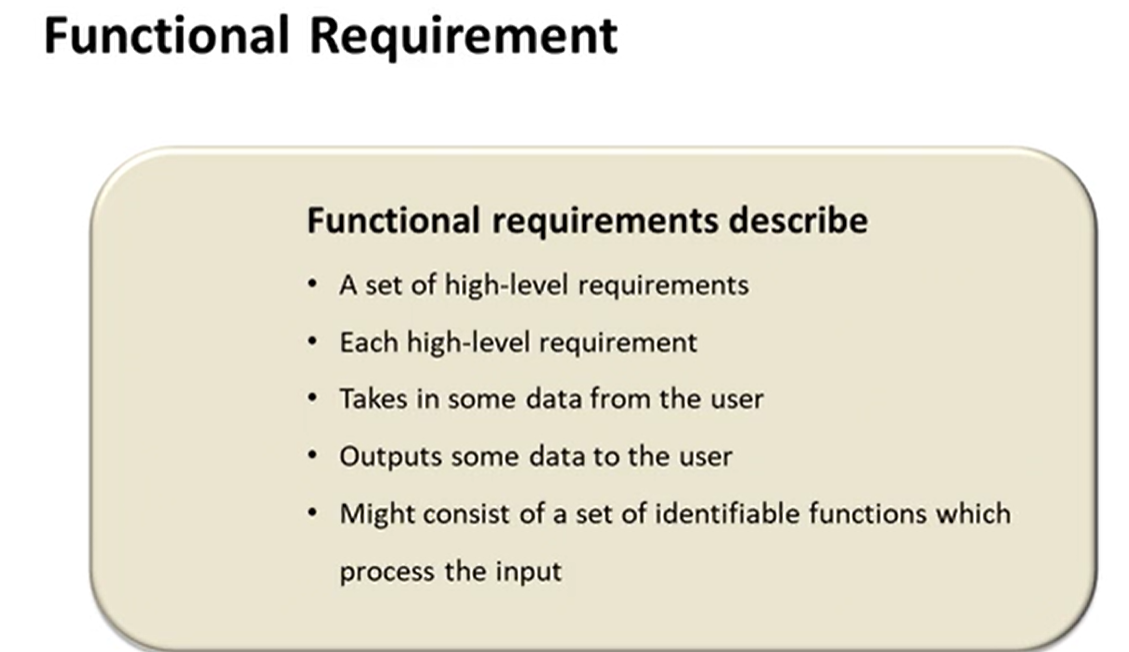 Functional Requirement
Functional requirements describe
• A set of high-level requirements
• Each high-level requirement
• Takes in some data from the user
• Outputs some data to the user
• Might consist of a set of identifiable functions which
process the input